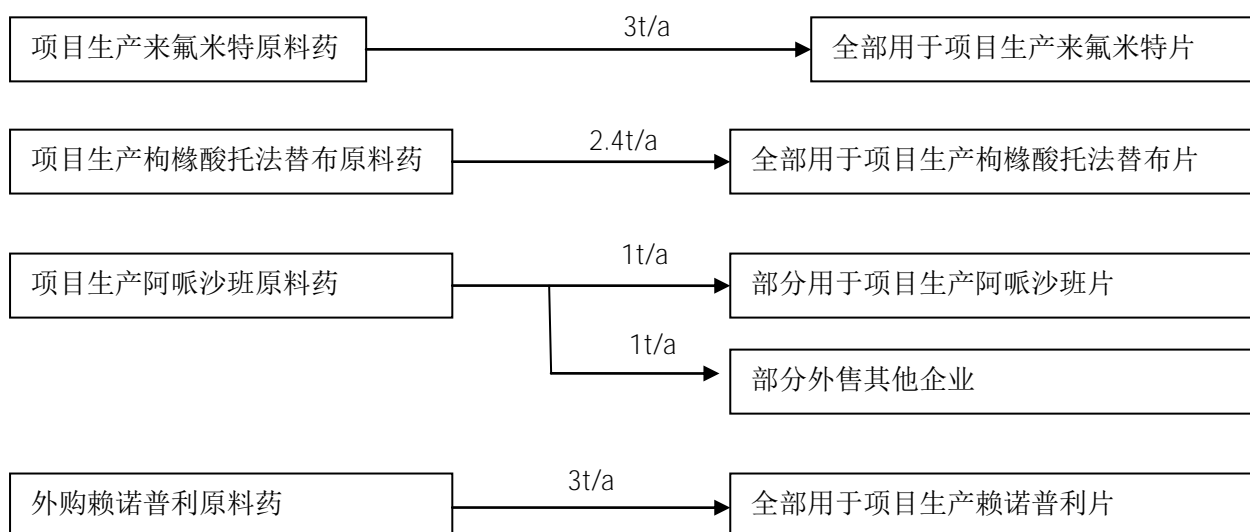 项目生产来氟米特原料药
3t/a
全部用于项目生产来氟米特片
项目生产枸橼酸托法替布原料药
2.4t/a
全部用于项目生产枸橼酸托法替布片
项目生产阿哌沙班原料药
1t/a
部分用于项目生产阿哌沙班片
1t/a
部分外售其他企业
外购赖诺普利原料药
3t/a
全部用于项目生产赖诺普利片